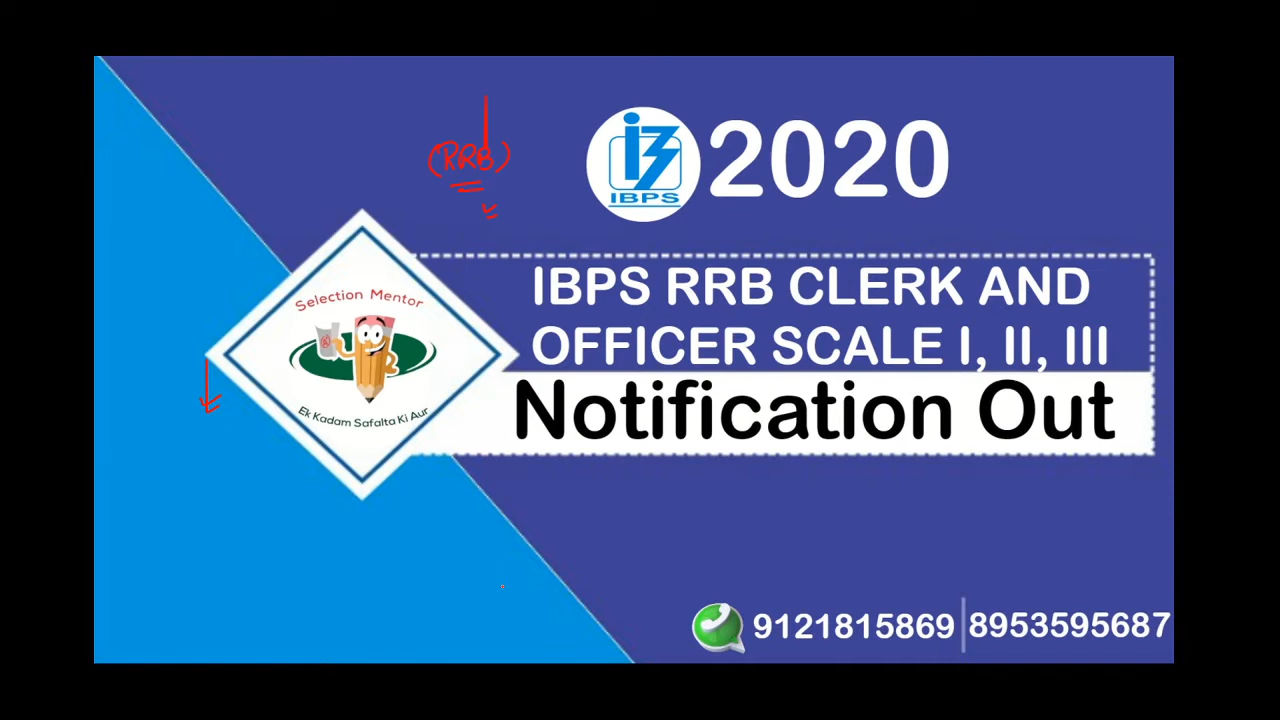 (RRB)
2020
IBPS
IBPS RRB CLERK AND
OFFICER SCALE I, II, III
Notification Out
Selection Mentor
Ek Kadam Safalta Ki Aur
9121815869 8953595687